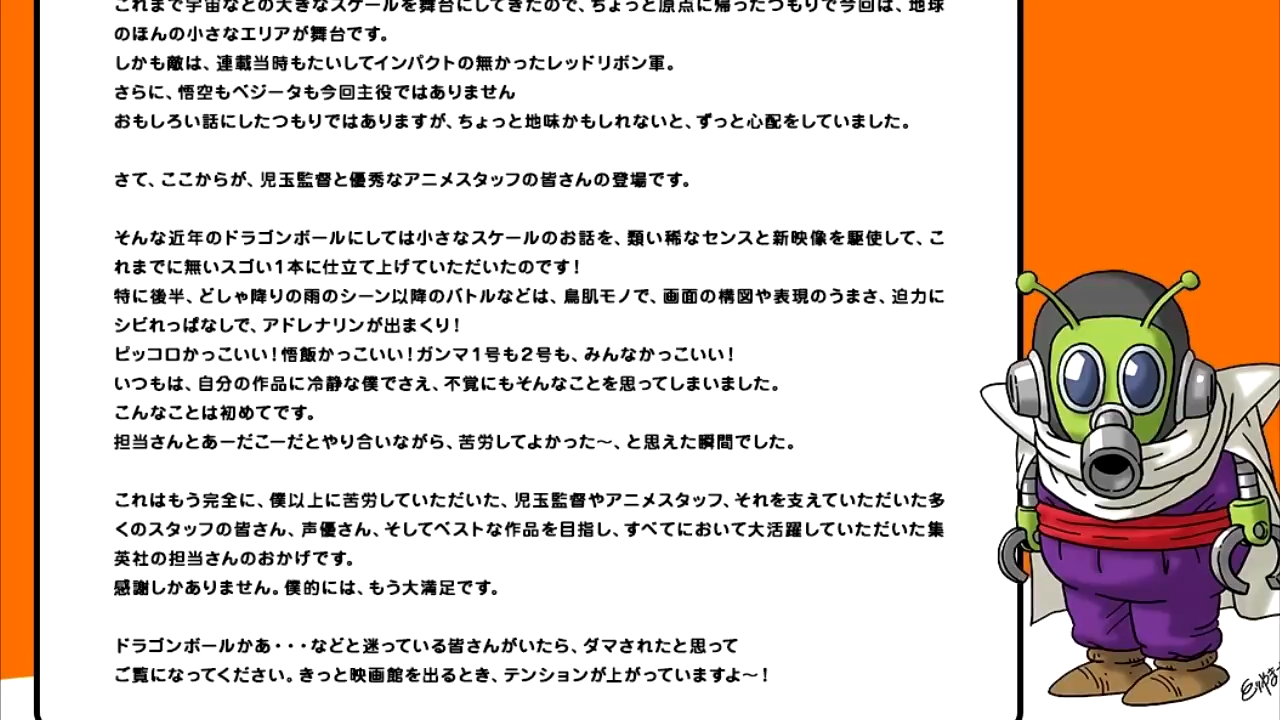 これまで宇宙などの大きなスケールを舞台にしてきたので、ちょっと原点に帰ったつもりで今回は、地球
のほんの小さなエリアが舞台です。
しかも敵は、連載当時もたいしてインパクトの無かったレッドリボン軍。
さらに、悟空もベジータも今回主役ではありません
おもしろい話にしたつもりではありますが、ちょっと地味かもしれないと、ずっと心配をしていました。
さて、ここからが、児玉監督と優秀なアニメスタッフの皆さんの登場です。
そんな近年のドラゴンボールにしては小さなスケールのお話を、類い稀なセンスと新映像を駆使して、こ
れまでに無いスゴい1本に仕立て上げていただいたのです！
特に後半、どしゃ降りの雨のシーン以降のバトルなどは、鳥肌モノで、画面の構図や表現のうまさ、迫力に
シビれっぱなしで、アドレナリンが出まくり！
ピッコロかっこいい！悟飯かっこいい！ガンマ1号も2号も、みんなかっこいい！
いつもは、自分の作品に冷静な僕でさえ、不覚にもそんなことを思ってしまいました。
こんなことは初めてです。
担当さんとあーだこーだとやり合いながら、苦労してよかった〜、と思えた瞬間でした。
これはもう完全に、僕以上に苦労していただいた、児玉監督やアニメスタッフ、それを支えていただいた多
くのスタッフの皆さん、声優さん、そしてベストな作品を目指し、すべてにおいて大活躍していただいた集
英社の担当さんのおかげです。
感謝しかありません。僕的には、もう大満足です。
ドラゴンボールかあ・・・などと迷っている皆さんがいたら、ダマされたと思って
ご覧になってください。きっと映画館を出るとき、テンションが上がっていますよ〜！